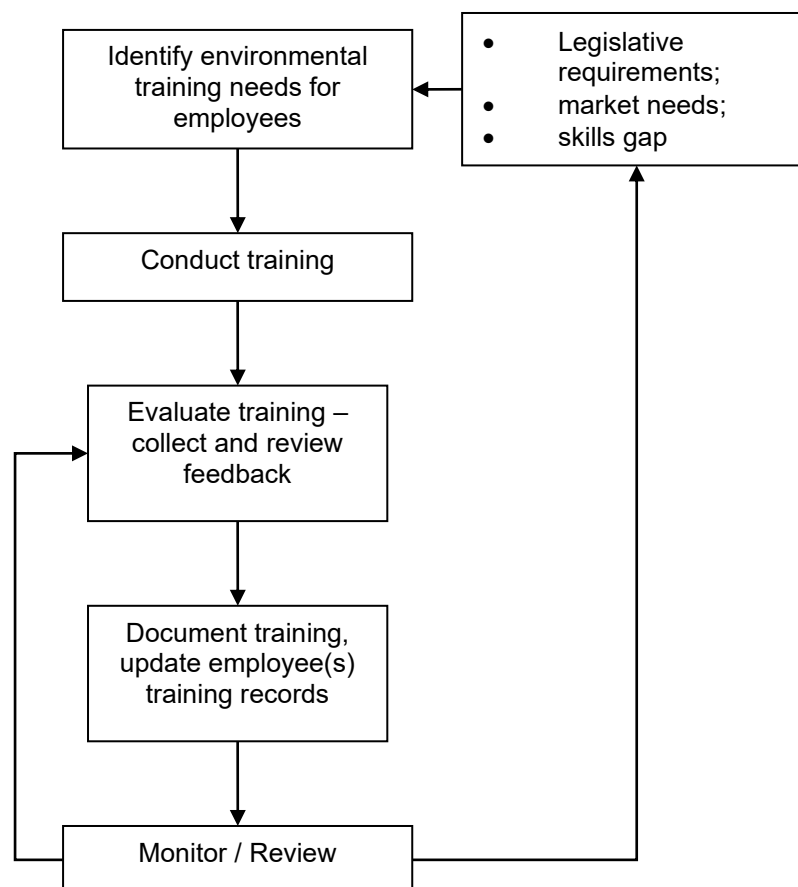 Identify environmental
training needs for
employees
• Legislative
requirements;
• market needs;
• skills gap
Conduct training
Evaluate training –
collect and review
feedback
Document training,
update employee(s)
training records
Monitor / Review